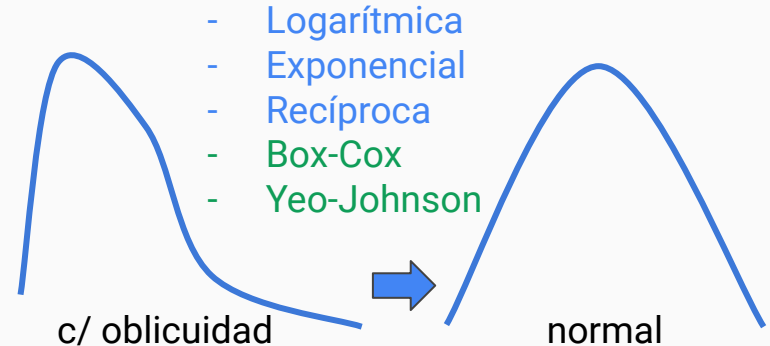 - Logarítmica
- Exponencial
- Recíproca
- Box-Cox
- Yeo-Johnson
c/ oblicuidad
normal